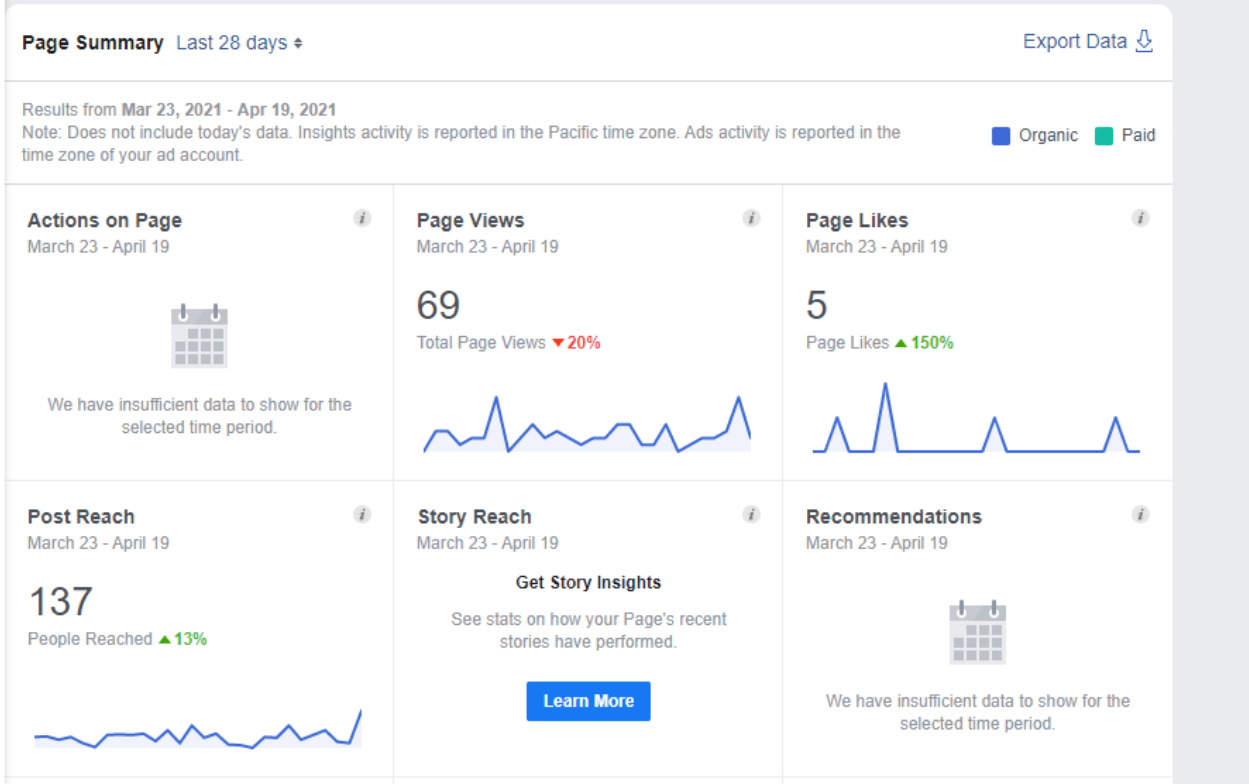 Page Summary Last 28 days
Export Data
Results from Mar 23, 2021 - Apr 19, 2021
Note: Does not include today's data. Insights activity is reported in the Pacific time zone. Ads activity is reported in the
time zone of your ad account.
Organic Paid
Actions on Page
March 23 - April 19
We have insufficient data to show for the
selected time period.
Page Views
March 23 - April 19
69
Total Page Views ▼ 20%
Page Likes
March 23 - April 19
5
Page Likes ▲ 150%
Post Reach
March 23 - April 19
137
People Reached ▲ 13%
Story Reach
March 23 - April 19
Get Story Insights
See stats on how your Page's recent
stories have performed.
Learn More
Recommendations
March 23 - April 19
We have insufficient data to show for the
selected time period.